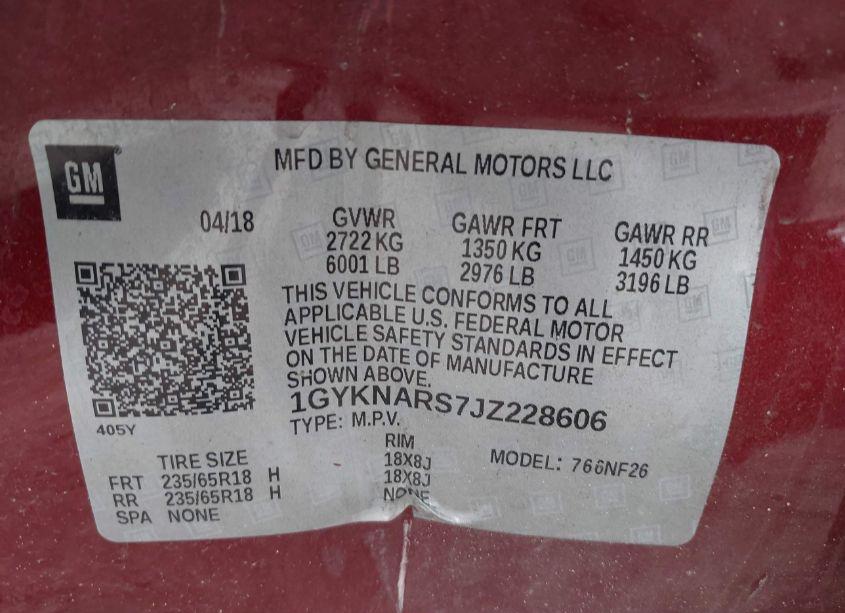 GM
MFD BY GENERAL MOTORS LLC
04/18
GVWR
2722 KG
6001 LB
GAWR FRT
1350 KG
2976 LB
GAWR RR
1450 KG
3196 LB
THIS VEHICLE CONFORMS TO ALL
APPLICABLE U.S. FEDERAL MOTOR
VEHICLE SAFETY STANDARDS IN EFFECT
ON THE DATE OF MANUFACTURE
SHOWN ABOVE.
1GYKNARS7JZ228606
405Y
TYPE: M.P.V.
MODEL: 766NF26
TIRE SIZE RIM
FRT 235/65R18 H 18X8J
RR 235/65R18 H 18X8J
SPA NONE NONE